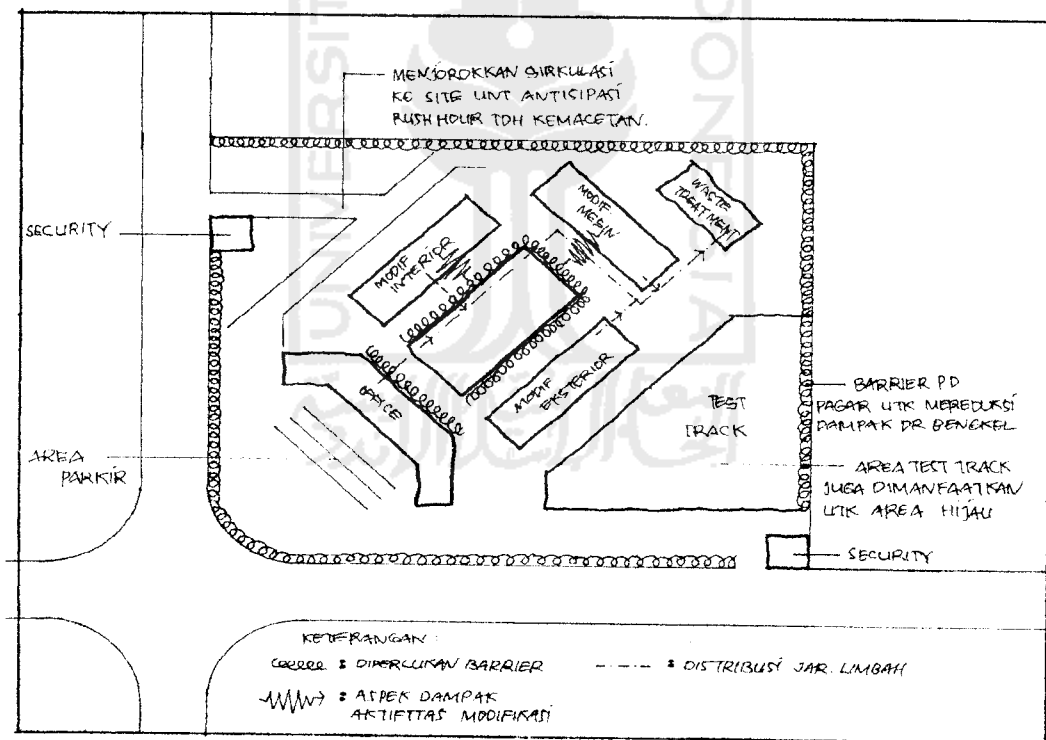 MENJOROKKAN SIRKULASI
KE SITE UNT ANTISIPASI
RUSH HOUR TDH KEMACETAN.
SECURITY
MODIF
INTERIOR
MODIF
MESIN
WASTE
TREATMENT
OFFICE
MODIF
EKSTERIOR
TEST
TRACK
AREA
PARKIR
BARRIER PD
PAGAR UTK MEREDUKSI
DAMPAK DR BENGKEL
AREA TEST TRACK
JUGA DIMANFAATKAN
UTK AREA HIJAU
SECURITY
KETERANGAN :
: DIPERLUKAN BARRIER
: DISTRIBUSI JAR. LIMBAH
: ASPEK DAMPAK
AKTIFITAS MODIFIKASI